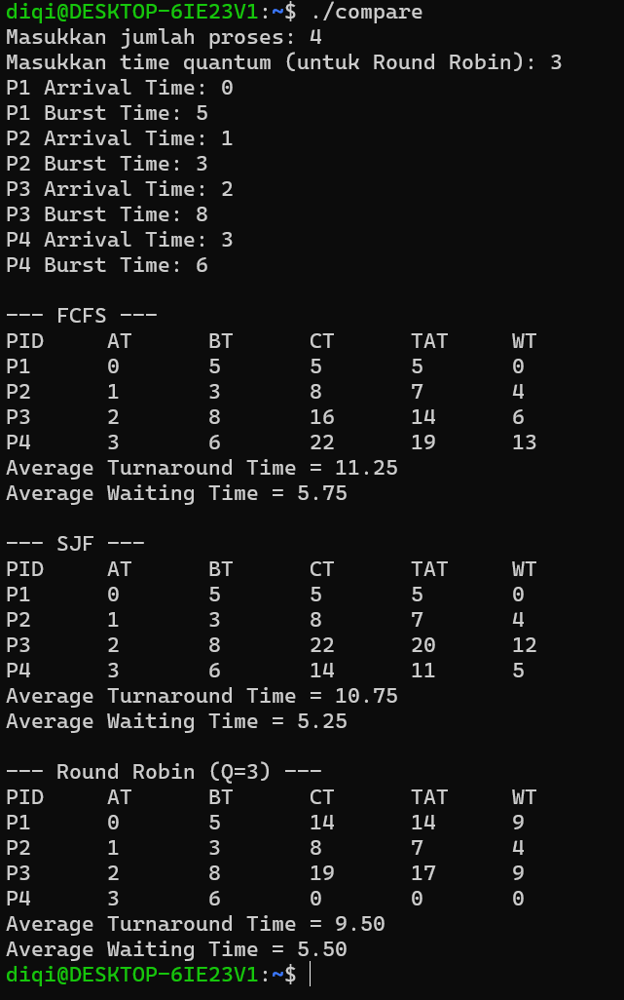 diqi@DESKTOP-6IE23V1:~$ ./compare
Masukkan jumlah proses: 4
Masukkan time quantum (untuk Round Robin): 3
P1 Arrival Time: 0
P1 Burst Time: 5
P2 Arrival Time: 1
P2 Burst Time: 3
P3 Arrival Time: 2
P3 Burst Time: 8
P4 Arrival Time: 3
P4 Burst Time: 6
--- FCFS ---
PID AT BT CT TAT WT
P1 0 5 5 5 0
P2 1 3 8 7 4
P3 2 8 16 14 6
P4 3 6 22 19 13
Average Turnaround Time = 11.25
Average Waiting Time = 5.75
--- SJF ---
PID AT BT CT TAT WT
P1 0 5 5 5 0
P2 1 3 8 7 4
P3 2 8 22 20 12
P4 3 6 14 11 5
Average Turnaround Time = 10.75
Average Waiting Time = 5.25
--- Round Robin (Q=3) ---
PID AT BT CT TAT WT
P1 0 5 14 14 9
P2 1 3 8 7 4
P3 2 8 19 17 9
P4 3 6 0 0 0
Average Turnaround Time = 9.50
Average Waiting Time = 5.50
diqi@DESKTOP-6IE23V1:~$